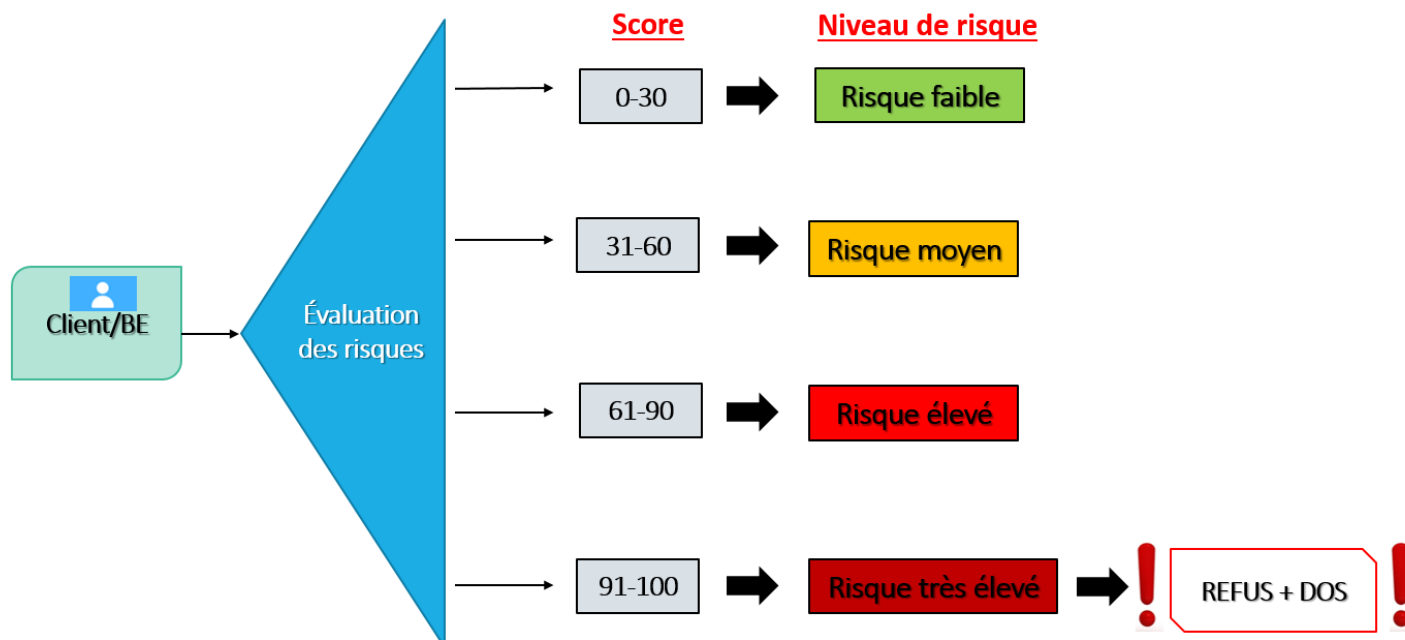 Score
Niveau de risque
0-30
Risque faible
31-60
Risque moyen
Client/BE
Évaluation
des risques
61-90
Risque élevé
91-100
Risque très élevé
REFUS + DOS